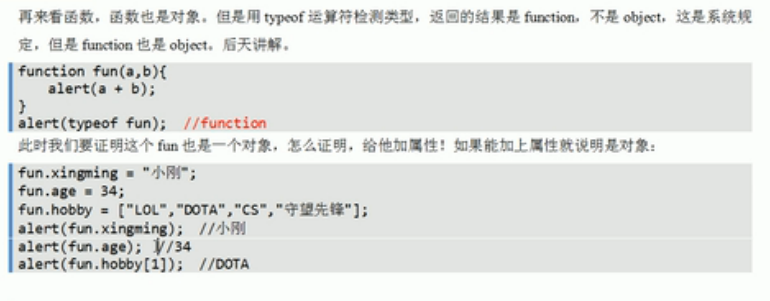 再来看函数，函数也是对象。但是用 typeof 运算符检测类型，返回的结果是 function，不是 object，这是系统规
定，但是 function 也是 object。后天讲解。
function fun(a,b){
    alert(a + b);
}
alert(typeof fun);  //function
此时我们要证明这个 fun 也是一个对象，怎么证明，给他加属性！如果能加上属性就说明是对象：
fun.xingming = "小刚";
fun.age = 34;
fun.hobby = ["LOL","DOTA","CS","守望先锋"];
alert(fun.xingming);  //小刚
alert(fun.age);  //34
alert(fun.hobby[1]);  //DOTA